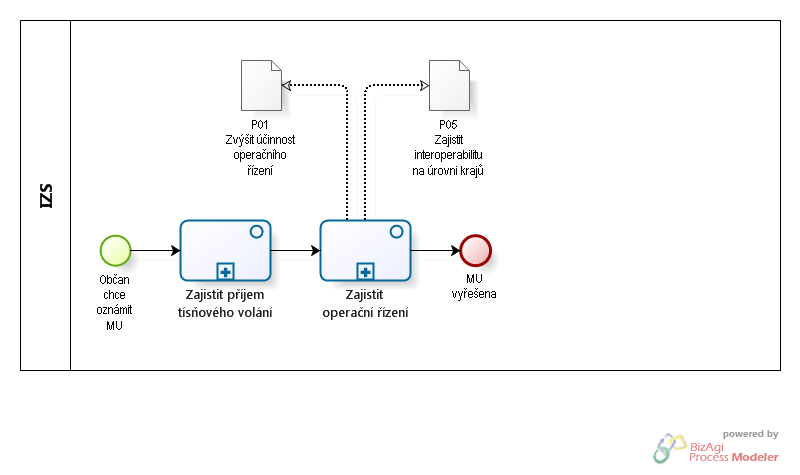 IZS
P01
Zvýšit účinnost
operačního
řízení
P05
Zajistit
interoperabilitu
na úrovni krajů
Občan
chce
oznámit
MU
Zajistit příjem
tísňového volání
Zajistit
operační řízení
MU
vyřešena
powered by
BizAgi
Process Modeler